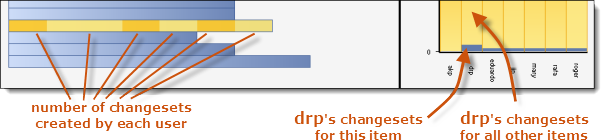 0
drp
eduardo
mary
rafa
roger
number of changesets
created by each user
drp's changesets
for this item
drp's changesets
for all other items